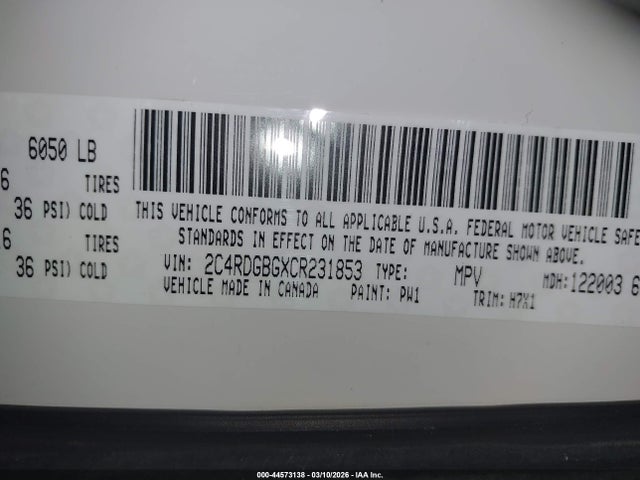 6050 LB
6 TIRES
36 PSI) COLD
6 TIRES
36 PSI) COLD
THIS VEHICLE CONFORMS TO ALL APPLICABLE U.S.A. FEDERAL MOTOR VEHICLE SAFE
STANDARDS IN EFFECT ON THE DATE OF MANUFACTURE SHOWN ABOVE.
VIN: 2C4RDGBGXCR231853 TYPE: MPV MDH:122003 6
VEHICLE MADE IN CANADA PAINT: PW1 TRIM: H7X1
000-44573138 - 03/10/2026 - IAA Inc.